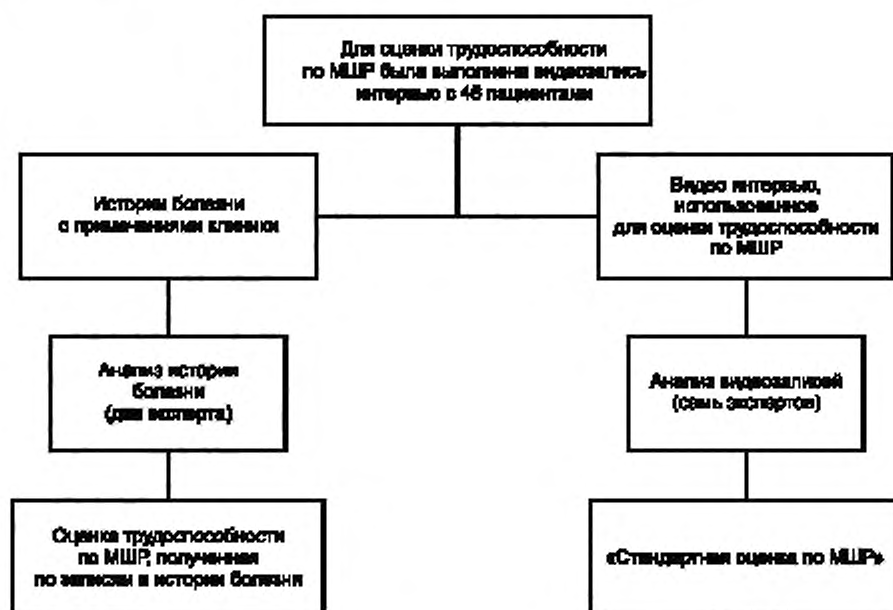 Для оценки трудоспособности
по МШР была выполнена видеозапись
интервью с 46 пациентами
Истории болезни
с примечаниями клиники
Видео интервью,
использованное
для оценки трудоспособности
по МШР
Анализ истории
болезни
(два эксперта)
Анализ видеозаписей
(семь экспертов)
Оценка трудоспособности
по МШР, полученная
по записям в истории болезни
«Стандартная оценка по МШР»